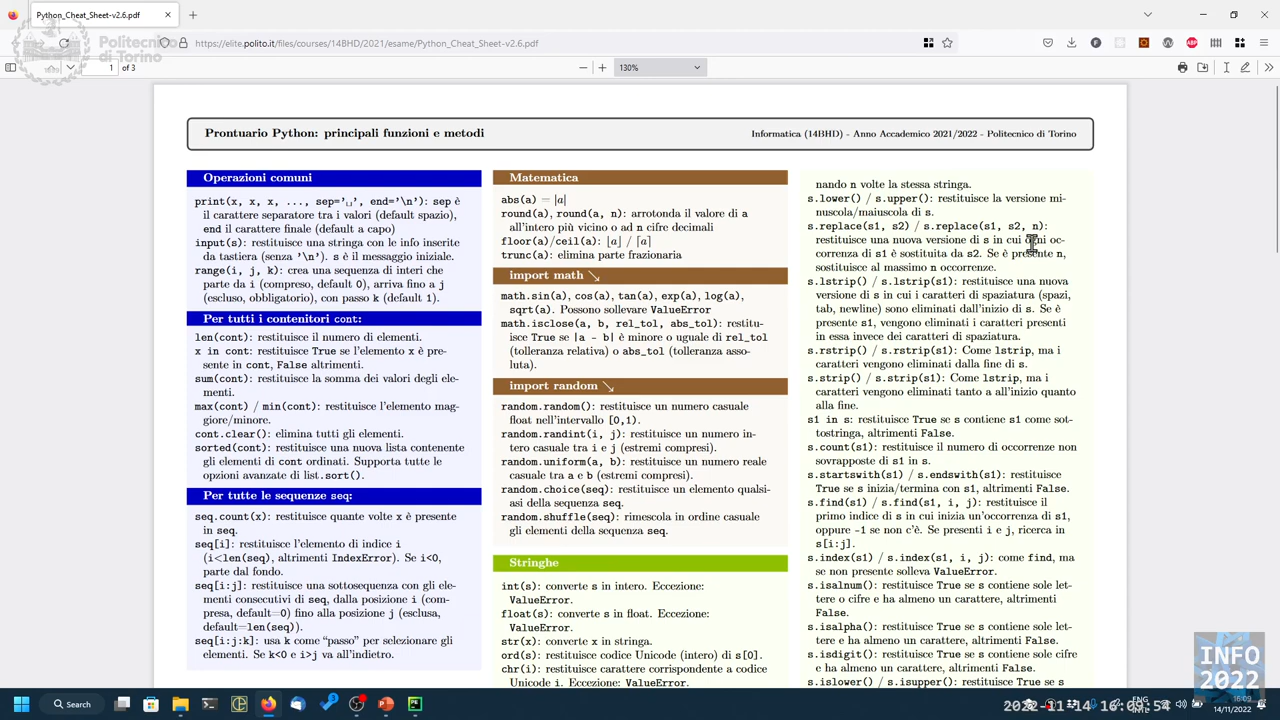 Python_Cheat_Sheet-v2.6.pdf
Politecnico
di Torino
https://elite.polito.it/files/courses/14BHD/2021/esame/Python_Cheat_Sheet-v2.6.pdf
1 of 3
130%
Prontuario Python: principali funzioni e metodi
Informatica (14BHD) - Anno Accademico 2021/2022 - Politecnico di Torino
Operazioni comuni
print(x, x, x, ..., sep='␣', end='\n'): sep è
il carattere separatore tra i valori (default spazio),
end il carattere finale (default a capo)
input(s): restituisce una stringa con le info inserite
da tastiera (senza '\n'). s è il messaggio iniziale.
range(i, j, k): crea una sequenza di interi che
parte da i (compreso, default 0), arriva fino a j
(escluso, obbligatorio), con passo k (default 1).
Per tutti i contenitori cont:
len(cont): restituisce il numero di elementi.
x in cont: restituisce True se l'elemento x è pre-
sente in cont, False altrimenti.
sum(cont): restituisce la somma dei valori degli ele-
menti.
max(cont) / min(cont): restituisce l'elemento mag-
giore/minore.
cont.clear(): elimina tutti gli elementi.
sorted(cont): restituisce una nuova lista contenente
gli elementi di cont ordinati. Supporta tutte le
opzioni avanzate di list.sort().
Per tutte le sequenze seq:
seq.count(x): restituisce quante volte x è presente
in seq.
seq[i]: restituisce l'elemento di indice i
(i<len(seq), altrimenti IndexError). Se i<0,
parte dal fondo.
seq[i:j]: restituisce una sottosequenza con gli ele-
menti consecutivi di seq, dalla posizione i (com-
presa, default=0) fino alla posizione j (esclusa,
default=len(seq)).
seq[i:j:k]: usa k come “passo” per selezionare gli
elementi. Se k<0 e i>j va all'indietro.
Matematica
abs(a) = |a|
round(a), round(a, n): arrotonda il valore di a
all'intero più vicino o ad n cifre decimali
floor(a)/ceil(a): ⌊a⌋ / ⌈a⌉
trunc(a): elimina parte frazionaria
import math ↘
math.sin(a), cos(a), tan(a), exp(a), log(a),
sqrt(a). Possono sollevare ValueError
math.isclose(a, b, rel_tol, abs_tol): restitu-
isce True se |a - b| è minore o uguale di rel_tol
(tolleranza relativa) o abs_tol (tolleranza asso-
luta).
import random ↘
random.random(): restituisce un numero casuale
float nell'intervallo [0,1).
random.randint(i, j): restituisce un numero in-
tero casuale tra i e j (estremi compresi).
random.uniform(a, b): restituisce un numero reale
casuale tra a e b (estremi compresi).
random.choice(seq): restituisce un elemento qualsi-
asi della sequenza seq.
random.shuffle(seq): rimescola in ordine casuale
gli elementi della sequenza seq.
Stringhe
int(s): converte s in intero. Eccezione:
ValueError.
float(s): converte s in float. Eccezione:
ValueError.
str(x): converte x in stringa.
ord(s): restituisce codice Unicode (intero) di s[0].
chr(i): restituisce carattere corrispondente a codice
Unicode i. Eccezione: ValueError.
nando n volte la stessa stringa.
s.lower() / s.upper(): restituisce la versione mi-
nuscola/maiuscola di s.
s.replace(s1, s2) / s.replace(s1, s2, n):
restituisce una nuova versione di s in cui ogni oc-
correnza di s1 è sostituita da s2. Se è presente n,
sostituisce al massimo n occorrenze.
s.lstrip() / s.lstrip(s1): restituisce una nuova
versione di s in cui i caratteri di spaziatura (spazi,
tab, newline) sono eliminati dall'inizio di s. Se è
presente s1, vengono eliminati i caratteri presenti
in essa invece dei caratteri di spaziatura.
s.rstrip() / s.rstrip(s1): Come lstrip, ma i
caratteri vengono eliminati dalla fine di s.
s.strip() / s.strip(s1): Come lstrip, ma i
caratteri vengono eliminati tanto a all'inizio quanto
alla fine.
s1 in s: restituisce True se s contiene s1 come sot-
tostringa, altrimenti False.
s.count(s1): restituisce il numero di occorrenze non
sovrapposte di s1 in s.
s.startswith(s1) / s.endswith(s1): restituisce
True se s inizia/termina con s1, altrimenti False.
s.find(s1) / s.find(s1, i, j): restituisce il
primo indice di s in cui inizia un'occorrenza di s1,
oppure -1 se non c'è. Se presenti i e j, ricerca in
s[i:j].
s.index(s1) / s.index(s1, i, j): come find, ma
se non presente solleva ValueError.
s.isalnum(): restituisce True se s contiene sole let-
tere o cifre e ha almeno un carattere, altrimenti
False.
s.isalpha(): restituisce True se s contiene sole let-
tere e ha almeno un carattere, altrimenti False.
s.isdigit(): restituisce True se s contiene sole cifre
e ha almeno un carattere, altrimenti False.
s.islower() / s.isupper(): restituisce True se s
INFO
2022
Search
ENG
2022-11-14 16:09:54
16:09
14/11/2022